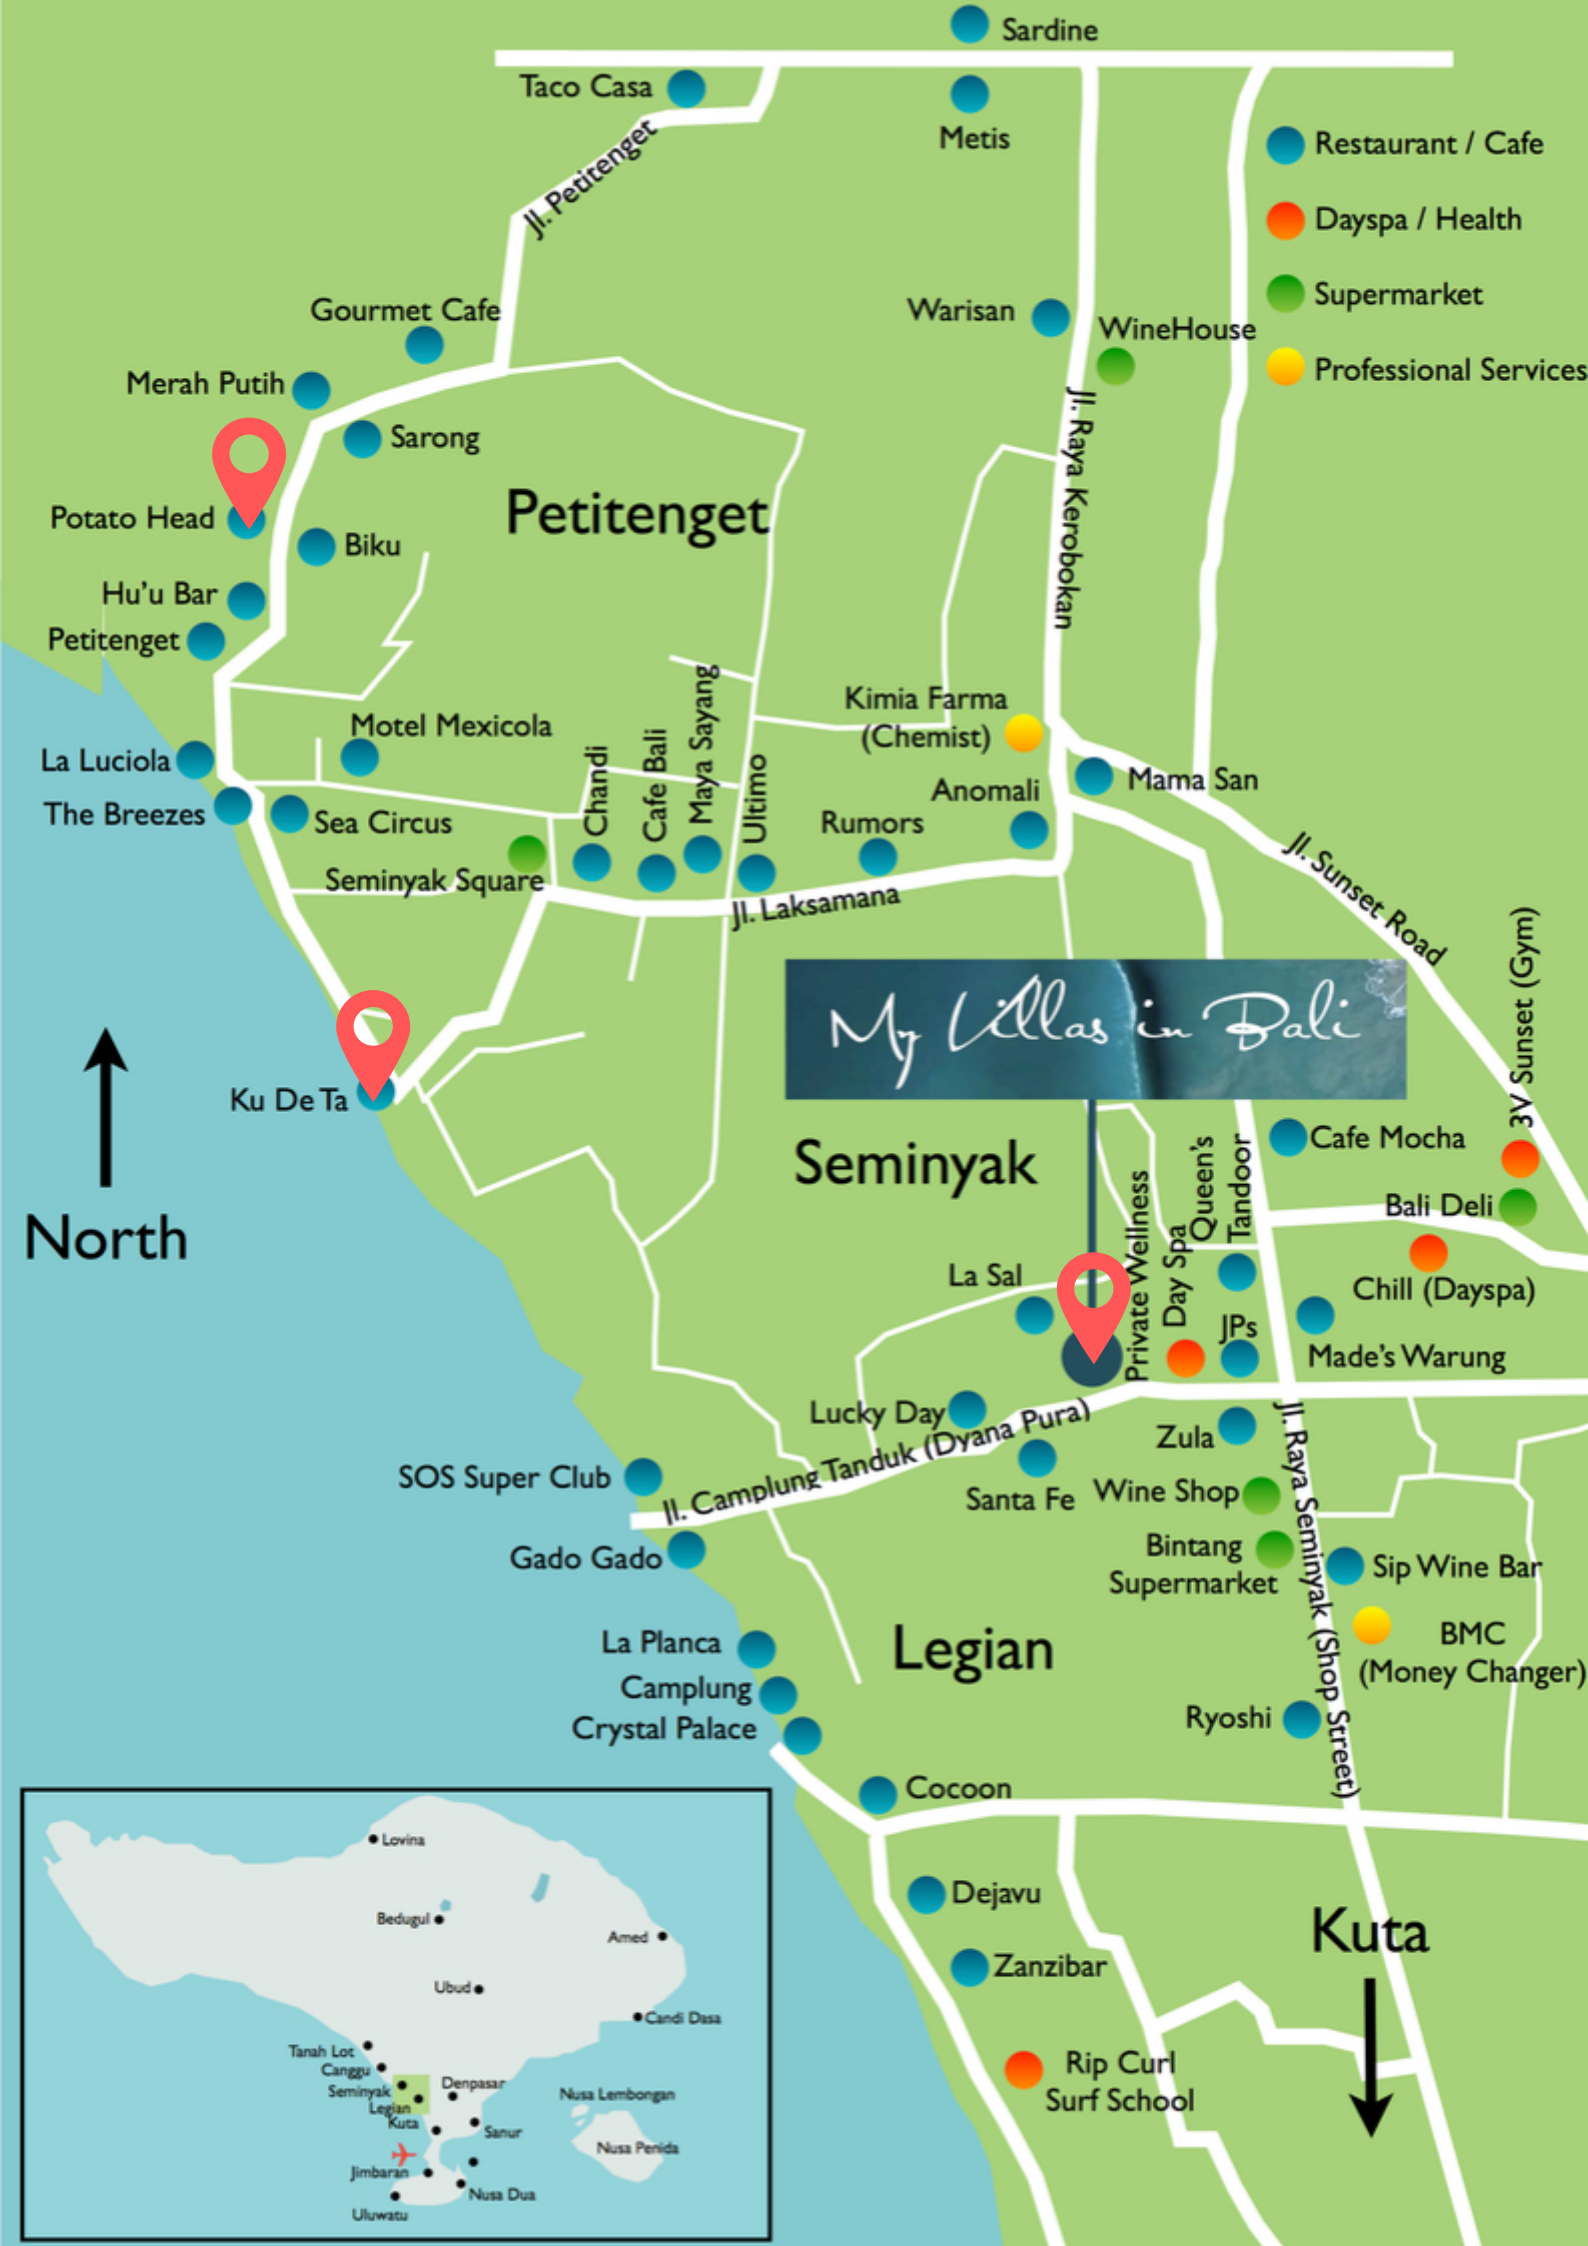 Sardine
Taco Casa
Metis
Jl. Petitenget
Restaurant / Cafe
Dayspa / Health
Supermarket
Professional Services
Gourmet Cafe
Warisan
WineHouse
Merah Putih
Sarong
Jl. Raya Kerobokan
Potato Head
Petitenget
Biku
Hu'u Bar
Petitenget
Kimia Farma
(Chemist)
Motel Mexicola
La Luciola
Mama San
Anomali
The Breezes
Sea Circus
Chandi
Cafe Bali
Maya Sayang
Ultimo
Rumors
Seminyak Square
Jl. Laksamana
Jl. Sunset Road
My Villas in Bali
3V Sunset (Gym)
Ku De Ta
North
Seminyak
Cafe Mocha
Queen's
Tandoor
Bali Deli
Private Wellness
Day Spa
La Sal
Chill (Dayspa)
JPs
Made's Warung
Lucky Day
Jl. Camplung Tanduk (Dyana Pura)
Zula
Jl. Raya Seminyak (Shop Street)
SOS Super Club
Santa Fe
Wine Shop
Gado Gado
Bintang
Supermarket
Sip Wine Bar
La Planca
Legian
BMC
(Money Changer)
Camplung
Crystal Palace
Ryoshi
Cocoon
Dejavu
Kuta
Zanzibar
Rip Curl
Surf School
Lovina
Bedugul
Amed
Ubud
Candi Dasa
Tanah Lot
Canggu
Seminyak
Denpasar
Legian
Nusa Lembongan
Kuta
Sanur
Nusa Penida
Jimbaran
Nusa Dua
Uluwatu